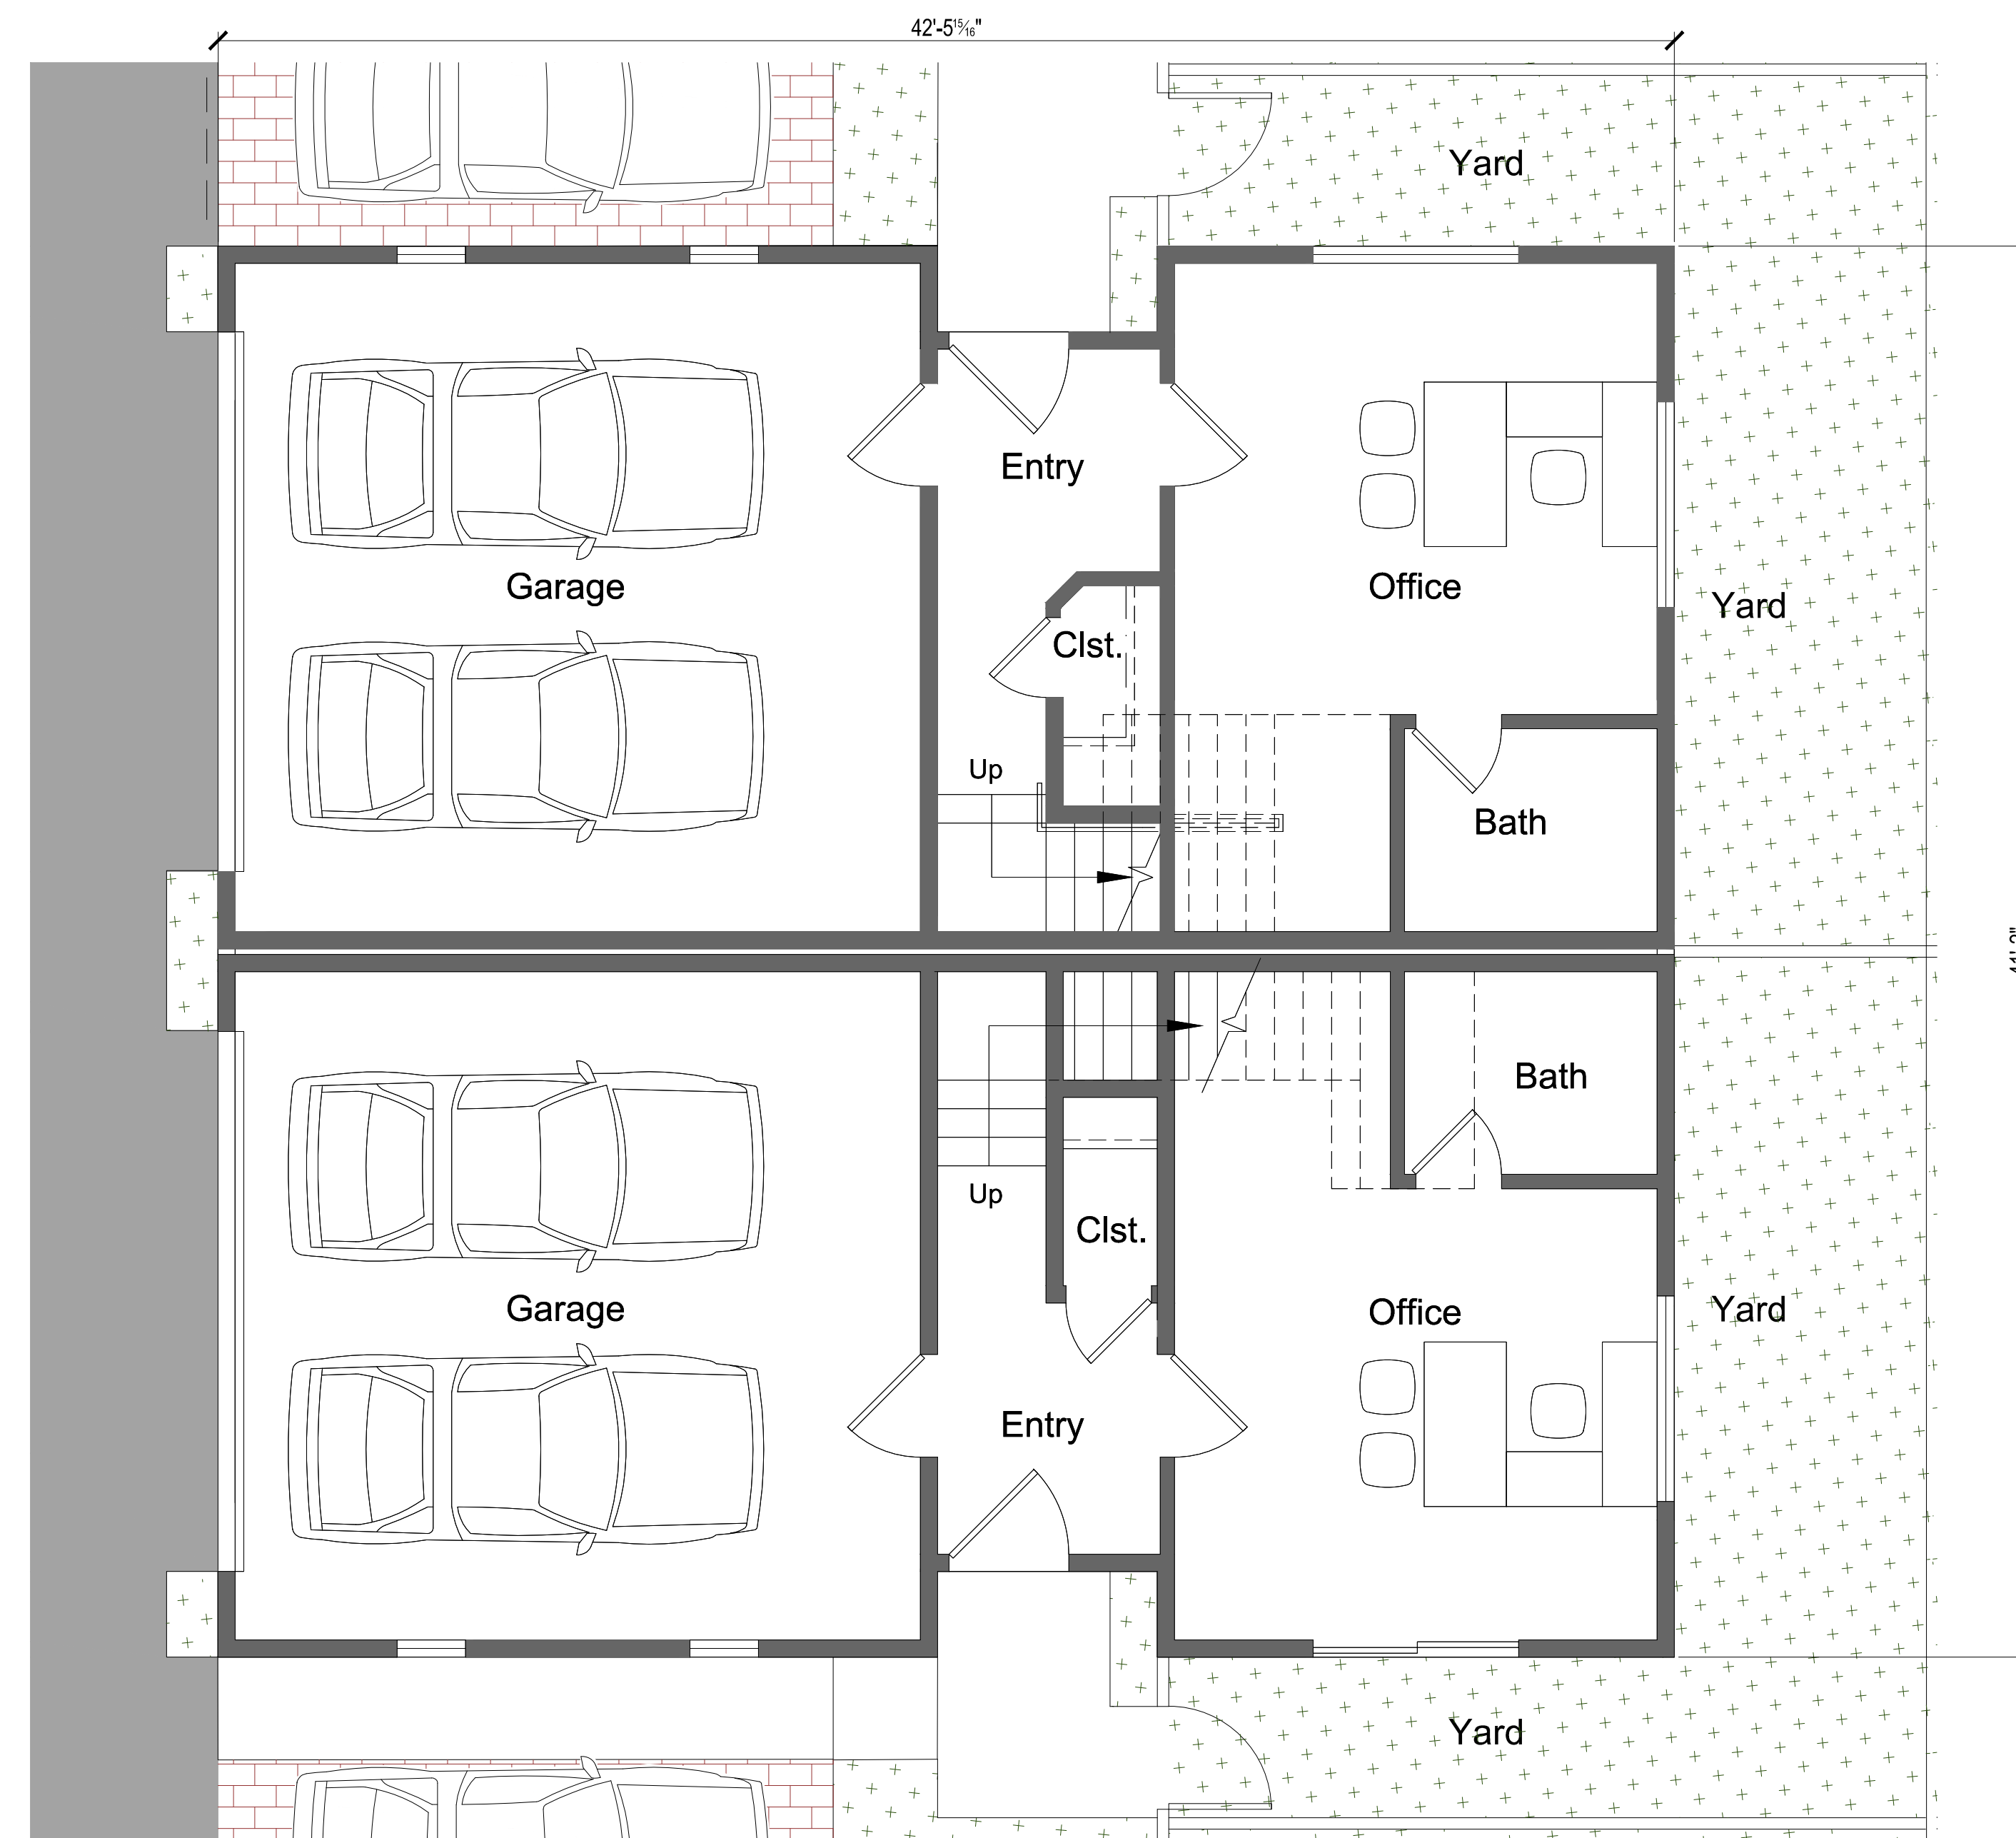 42'-5 15/16"
Yard
Entry
Garage
Office
Yard
Clst.
Up
Bath
Bath
Up
Clst.
Garage
Office
Yard
Entry
Yard